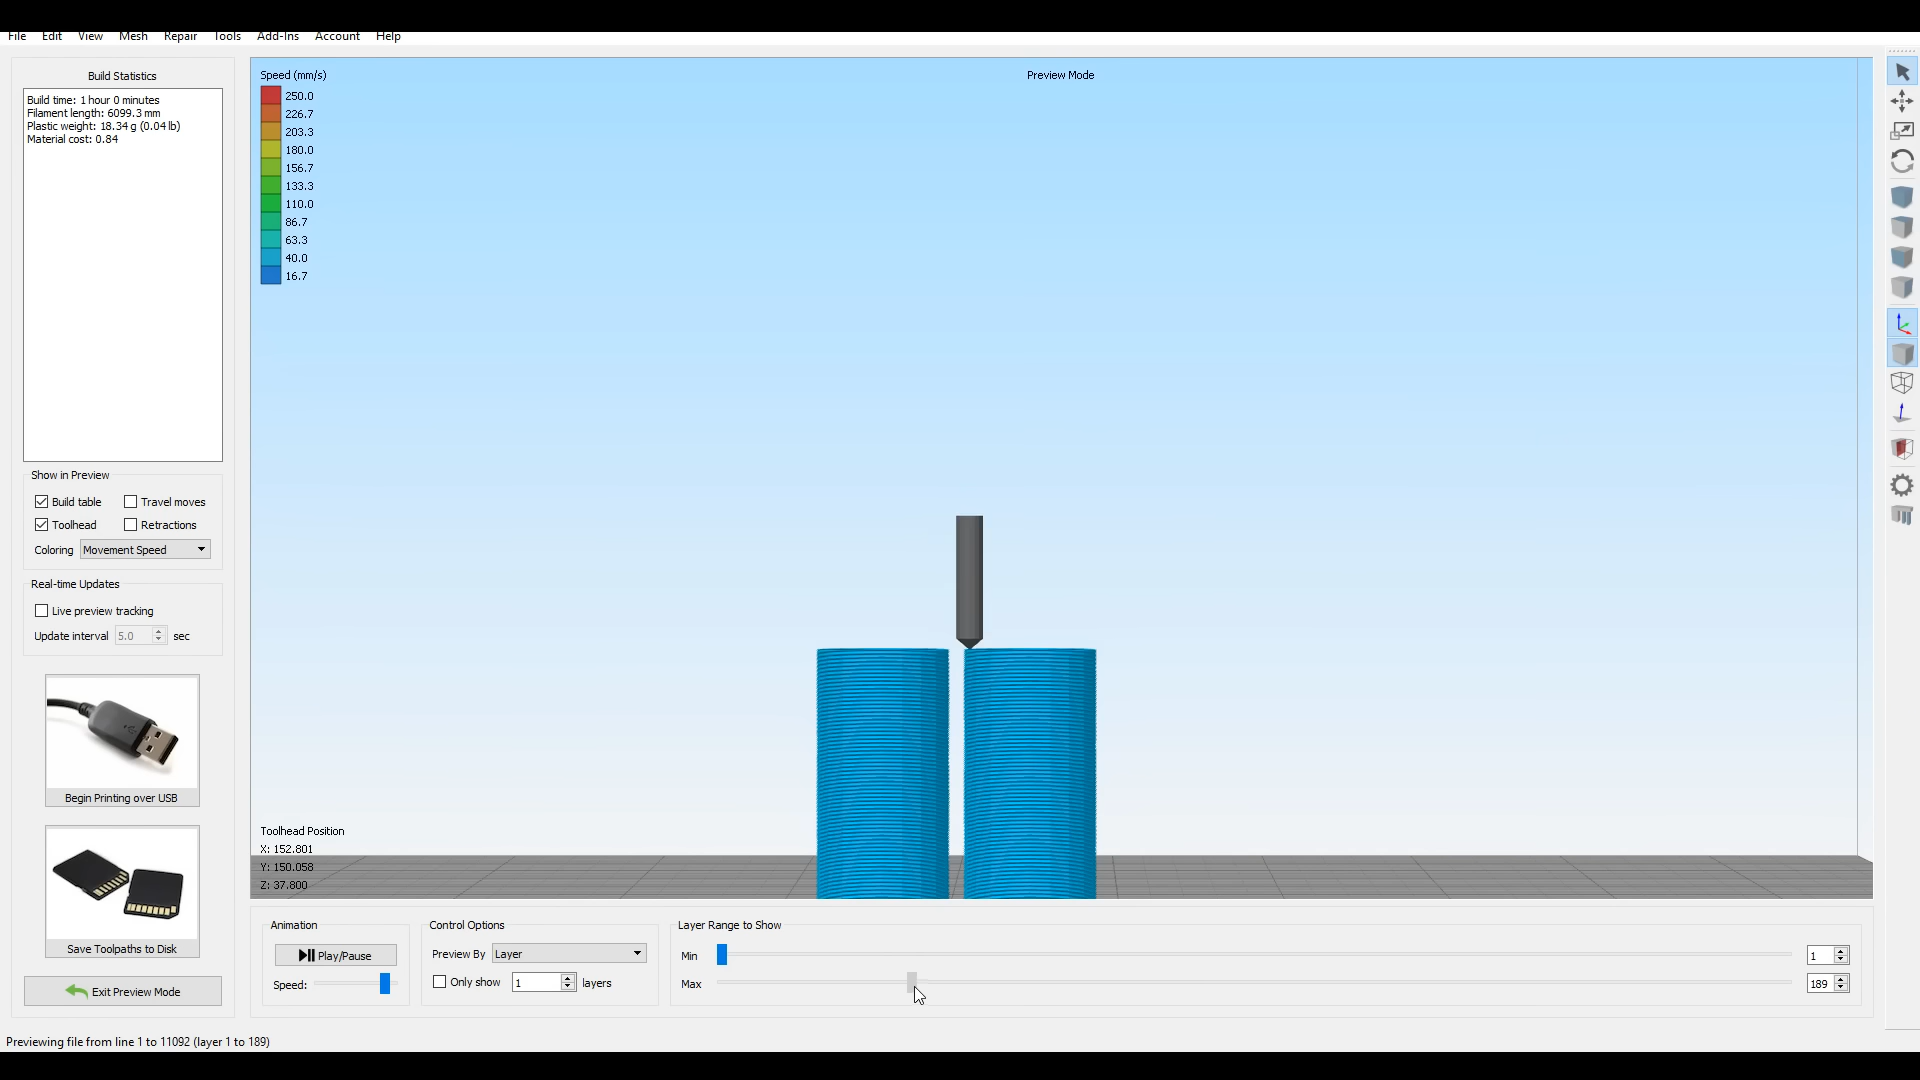 File Edit View Mesh Repair Tools Add-Ins Account Help
Build Statistics
Build time: 1 hour 0 minutes
Filament length: 6099.3 mm
Plastic weight: 18.34 g (0.04 lb)
Material cost: 0.84
Show in Preview
Build table Travel moves
Toolhead Retractions
Coloring Movement Speed
Real-time Updates
Live preview tracking
Update interval 5.0 sec
Begin Printing over USB
Save Toolpaths to Disk
Exit Preview Mode
Speed (mm/s)
250.0
226.7
203.3
180.0
156.7
133.3
110.0
86.7
63.3
40.0
16.7
Preview Mode
Toolhead Position
X: 152.801
Y: 150.058
Z: 37.800
Animation
Play/Pause
Speed:
Control Options
Preview By Layer
Only show 1 layers
Layer Range to Show
Min 1
Max 189
Previewing file from line 1 to 11092 (layer 1 to 189)